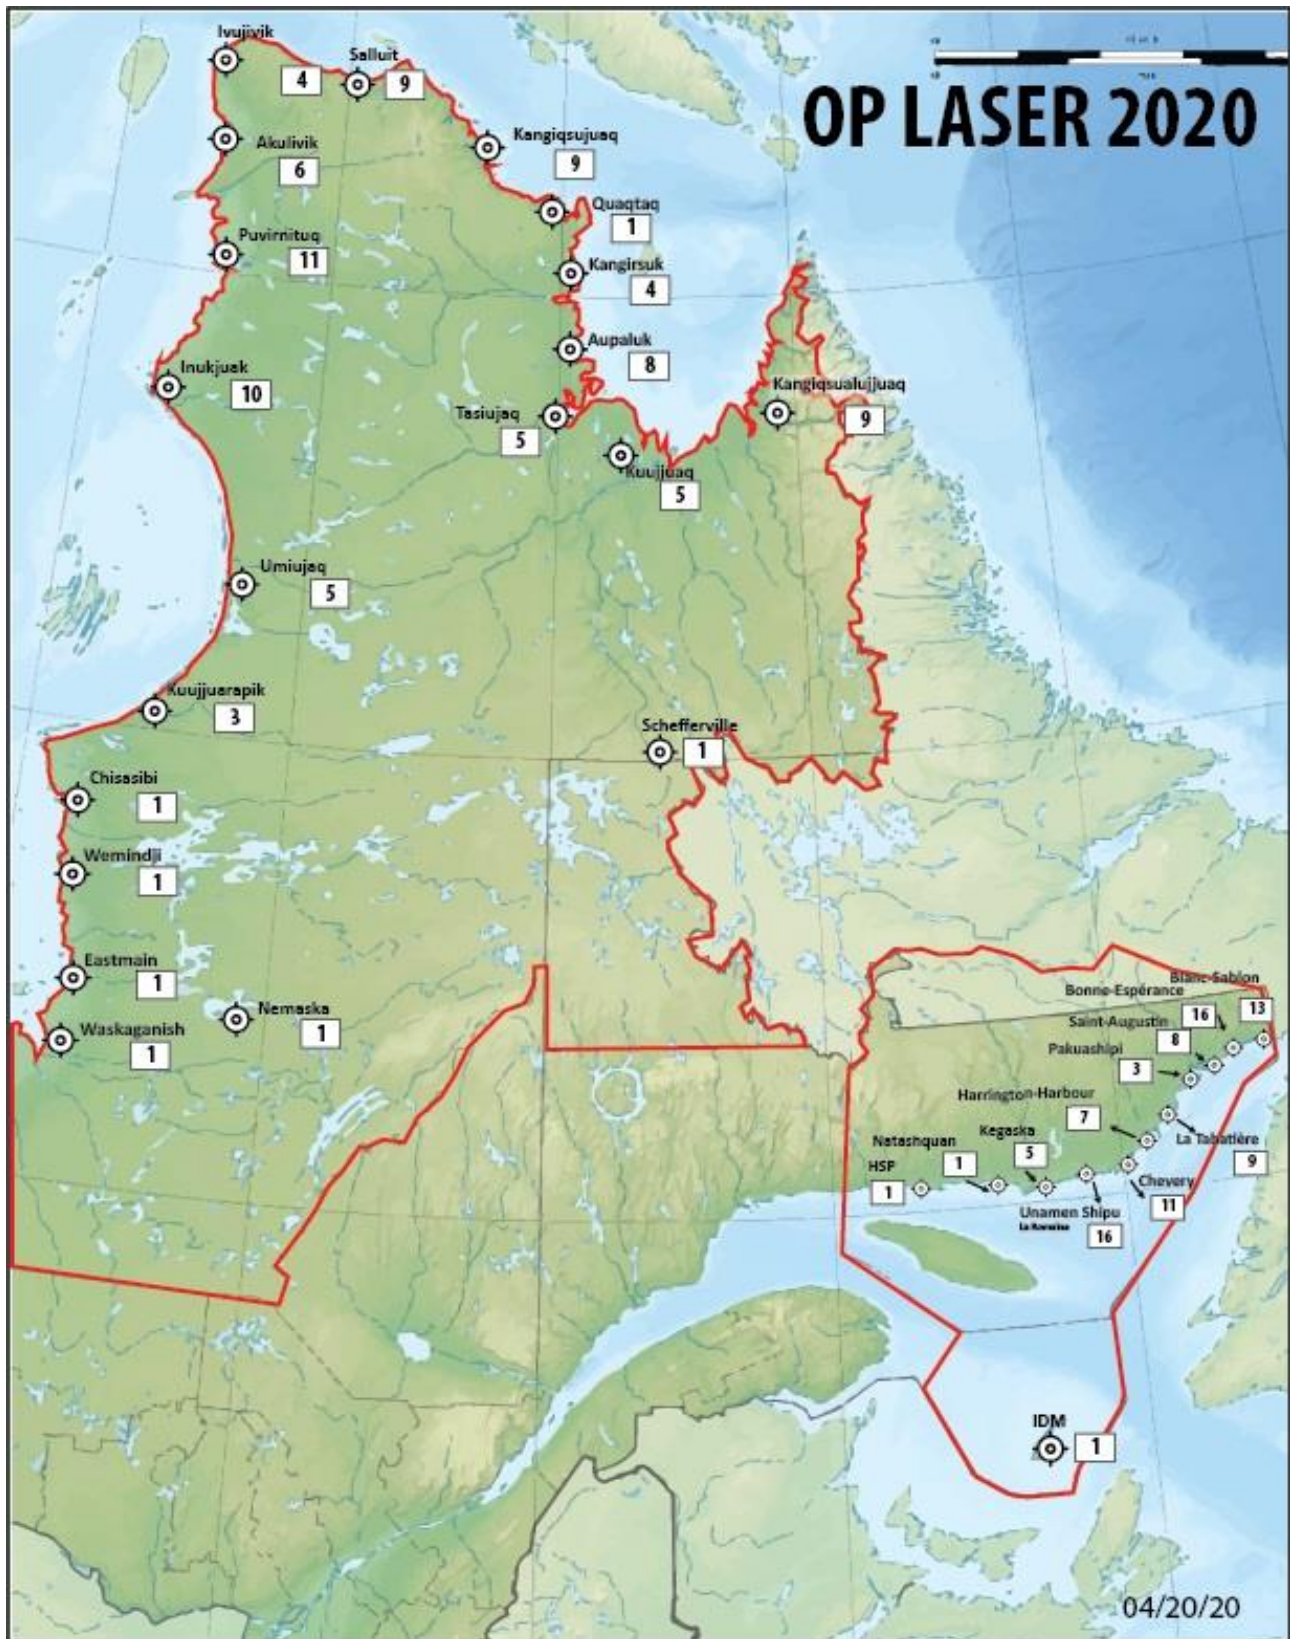 OP LASER 2020
Ivujivik
4
Salluit
9
Akulivik
6
Kangiqsujuaq
9
Quaqtaq
1
Puvirnituq
11
Kangirsuk
4
Aupaluk
8
Inukjuak
10
Tasiujaq
5
Kangiqsualujjuaq
9
Kuujjuaq
5
Umiujaq
5
Kuujjuarapik
3
Schefferville
1
Chisasibi
1
Wemindji
1
Eastmain
1
Nemaska
1
Waskaganish
1
Blanc-Sablon
13
Bonne-Espérance
16
Saint-Augustin
8
Pakuashipi
3
Harrington-Harbour
7
La Tabatière
9
Kegaska
5
Natashquan
1
HSP
1
Chevery
11
Unamen Shipu
La Romaine
16
IDM
1
04/20/20